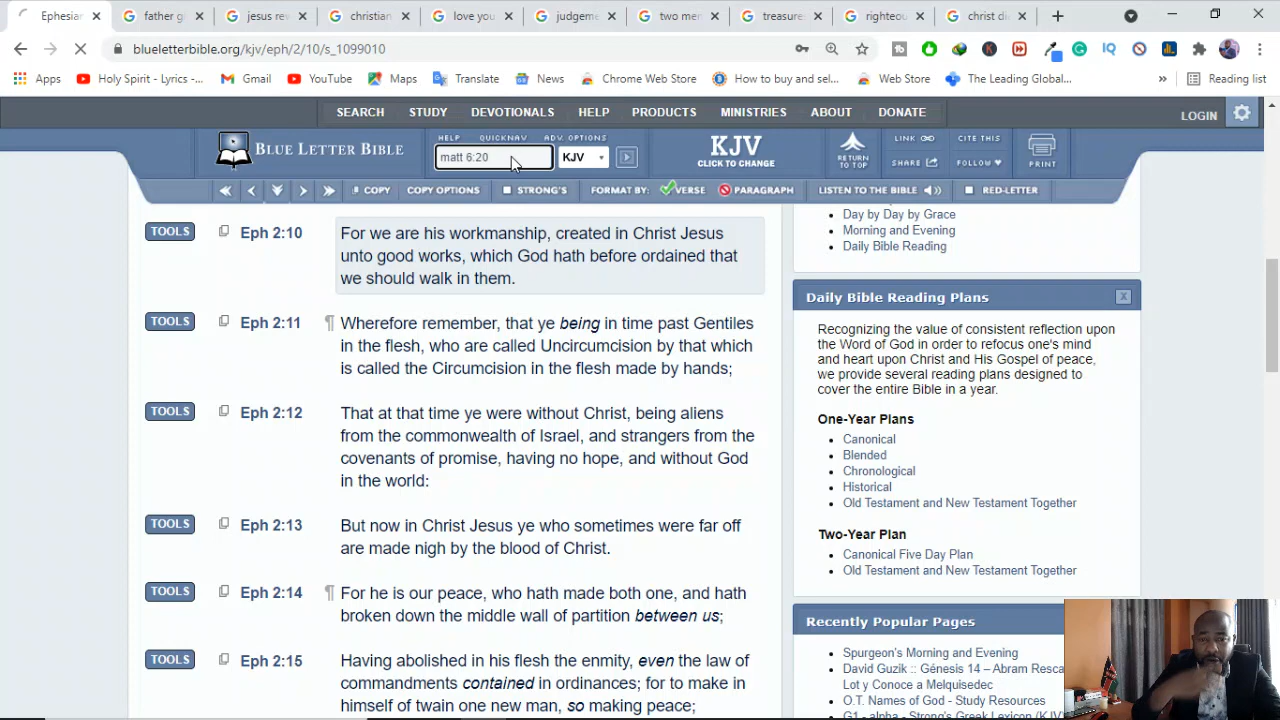 Ephesian
father g
jesus rev
christian
love you
judgeme
two mer
treasure
righteou
christ die
blueletterbible.org/kjv/eph/2/10/s_1099010
Apps
Holy Spirit - Lyrics -...
Gmail
YouTube
Maps
Translate
News
Chrome Web Store
How to buy and sel...
Web Store
The Leading Global...
»
Reading list
SEARCH STUDY DEVOTIONALS HELP PRODUCTS MINISTRIES ABOUT DONATE
LOGIN
HELP QUICKNAV ADV. OPTIONS
BLUE LETTER BIBLE
matt 6:20
KJV
KJV
CLICK TO CHANGE
RETURN
TO TOP
LINK
CITE THIS
SHARE
FOLLOW
PRINT
COPY COPY OPTIONS STRONG'S FORMAT BY: VERSE PARAGRAPH LISTEN TO THE BIBLE RED-LETTER
TOOLS Eph 2:10 For we are his workmanship, created in Christ Jesus
unto good works, which God hath before ordained that
we should walk in them.
TOOLS Eph 2:11 ¶ Wherefore remember, that ye being in time past Gentiles
in the flesh, who are called Uncircumcision by that which
is called the Circumcision in the flesh made by hands;
TOOLS Eph 2:12 That at that time ye were without Christ, being aliens
from the commonwealth of Israel, and strangers from the
covenants of promise, having no hope, and without God
in the world:
TOOLS Eph 2:13 But now in Christ Jesus ye who sometimes were far off
are made nigh by the blood of Christ.
TOOLS Eph 2:14 ¶ For he is our peace, who hath made both one, and hath
broken down the middle wall of partition between us;
TOOLS Eph 2:15 Having abolished in his flesh the enmity, even the law of
commandments contained in ordinances; for to make in
himself of twain one new man, so making peace;
Day by Day by Grace
Morning and Evening
Daily Bible Reading
Daily Bible Reading Plans
Recognizing the value of consistent reflection upon
the Word of God in order to refocus one's mind
and heart upon Christ and His Gospel of peace,
we provide several reading plans designed to
cover the entire Bible in a year.
One-Year Plans
Canonical
Blended
Chronological
Historical
Old Testament and New Testament Together
Two-Year Plan
Canonical Five Day Plan
Old Testament and New Testament Together
Recently Popular Pages
Spurgeon's Morning and Evening
David Guzik :: Génesis 14 – Abram Resca
Lot y Conoce a Melquisedec
O.T. Names of God - Study Resources
G1 - alpha - Strong's Greek Lexicon (KJV